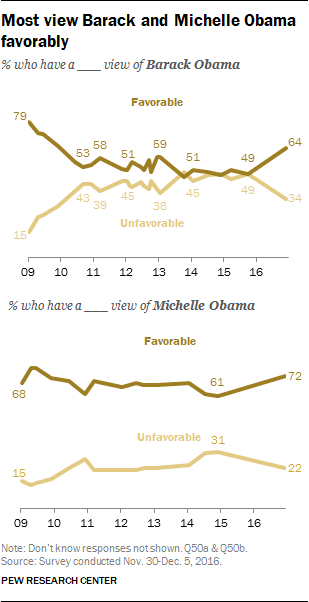 Most view Barack and Michelle Obama
favorably
% who have a ___ view of Barack Obama
Favorable
79 53 58 51 59 51 49 64
15 43 39 45 38 45 49 34
Unfavorable
09 10 11 12 13 14 15 16
% who have a ___ view of Michelle Obama
Favorable
68 61 72
Unfavorable 31
15 22
09 10 11 12 13 14 15 16
Note: Don't know responses not shown. Q50a & Q50b.
Source: Survey conducted Nov. 30-Dec. 5, 2016.
PEW RESEARCH CENTER